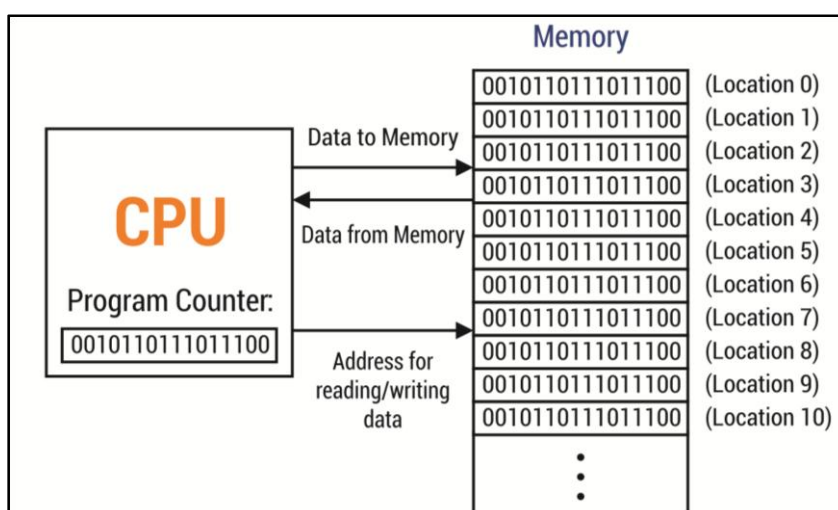 Memory
0010110111011100 (Location 0)
0010110111011100 (Location 1)
0010110111011100 (Location 2)
0010110111011100 (Location 3)
0010110111011100 (Location 4)
0010110111011100 (Location 5)
0010110111011100 (Location 6)
0010110111011100 (Location 7)
0010110111011100 (Location 8)
0010110111011100 (Location 9)
0010110111011100 (Location 10)
Data to Memory
Data from Memory
Address for
reading/writing
data
CPU
Program Counter:
0010110111011100